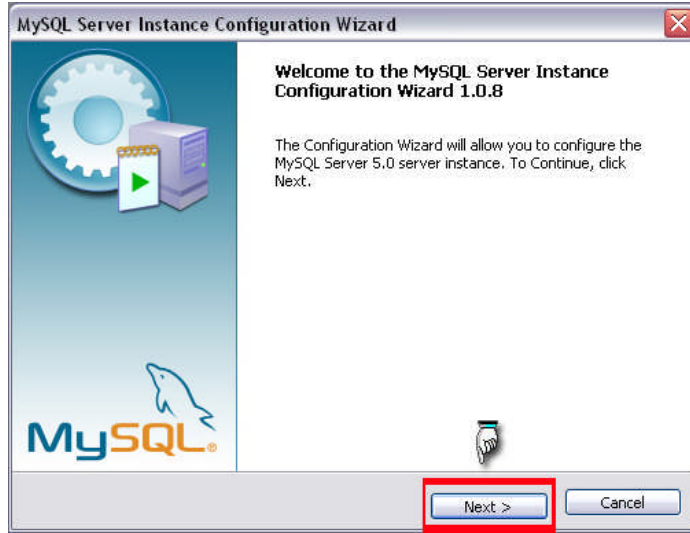 MySQL Server Instance Configuration Wizard
Welcome to the MySQL Server Instance
Configuration Wizard 1.0.8
The Configuration Wizard will allow you to configure the
MySQL Server 5.0 server instance. To Continue, click
Next.
MySQL®
Next >
Cancel